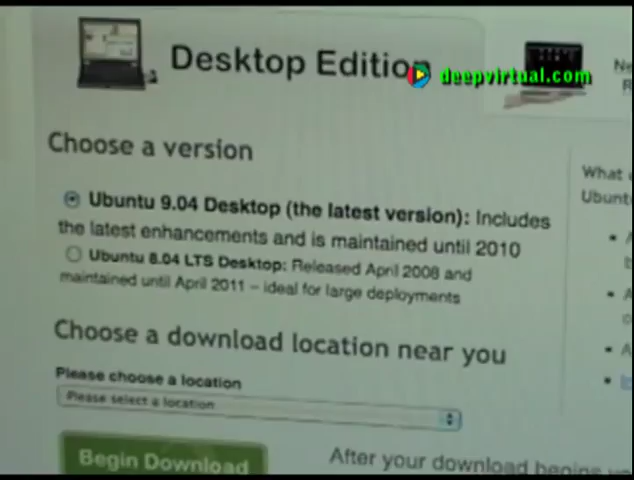 Desktop Edition
deepvirtual.com
Choose a version
Ubuntu 9.04 Desktop (the latest version): Includes
the latest enhancements and is maintained until 2010
Ubuntu 8.04 LTS Desktop: Released April 2008 and
maintained until April 2011 – ideal for large deployments
What
Ubunt
Choose a download location near you
Please choose a location
Please select a location
Begin Download
After your download begins